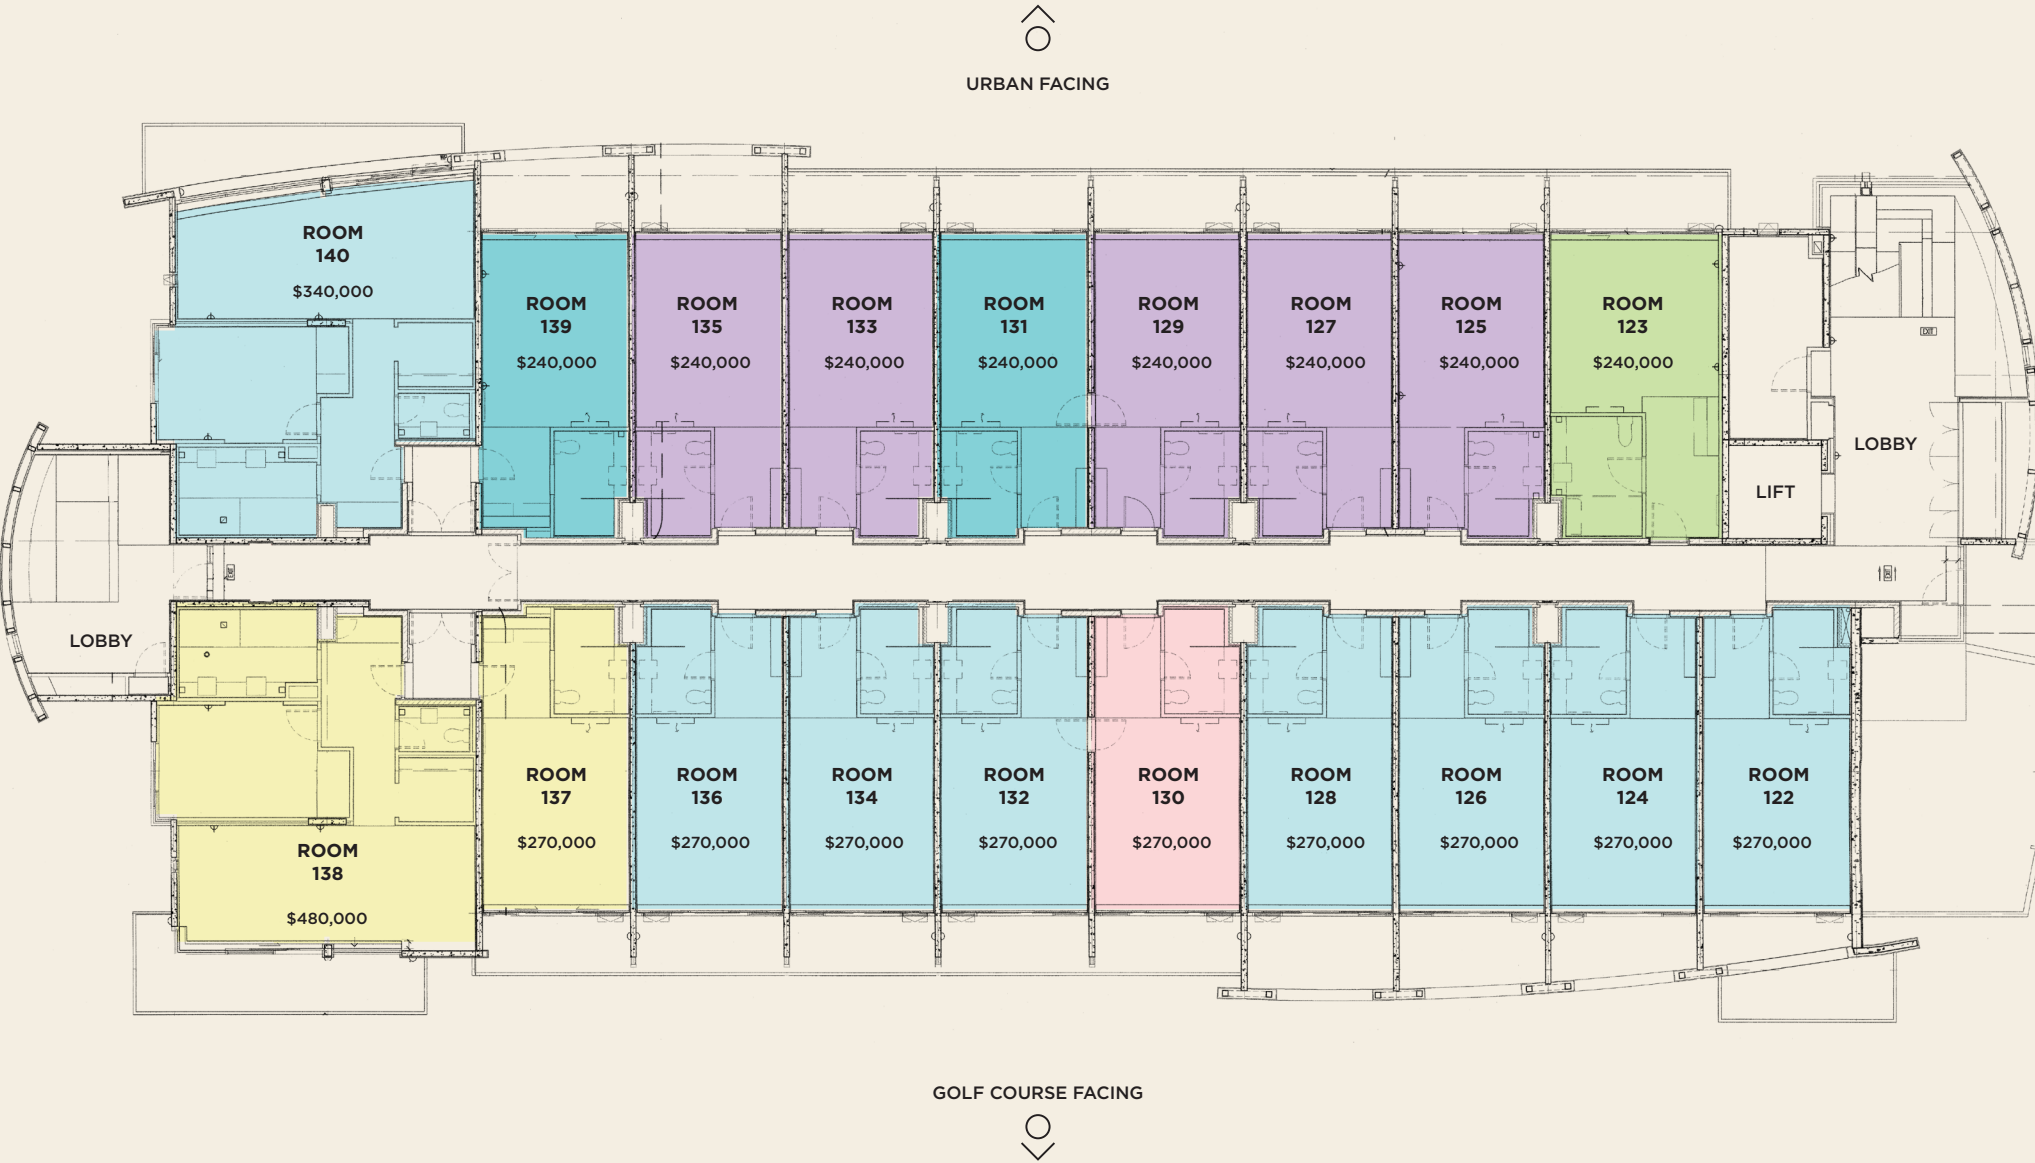 URBAN FACING
ROOM
140
$340,000
ROOM
139
$240,000
ROOM
135
$240,000
ROOM
133
$240,000
ROOM
131
$240,000
ROOM
129
$240,000
ROOM
127
$240,000
ROOM
125
$240,000
ROOM
123
$240,000
EXIT
LOBBY
LIFT
EXIT
EXIT
LOBBY
ROOM
138
$480,000
ROOM
137
$270,000
ROOM
136
$270,000
ROOM
134
$270,000
ROOM
132
$270,000
ROOM
130
$270,000
ROOM
128
$270,000
ROOM
126
$270,000
ROOM
124
$270,000
ROOM
122
$270,000
GOLF COURSE FACING